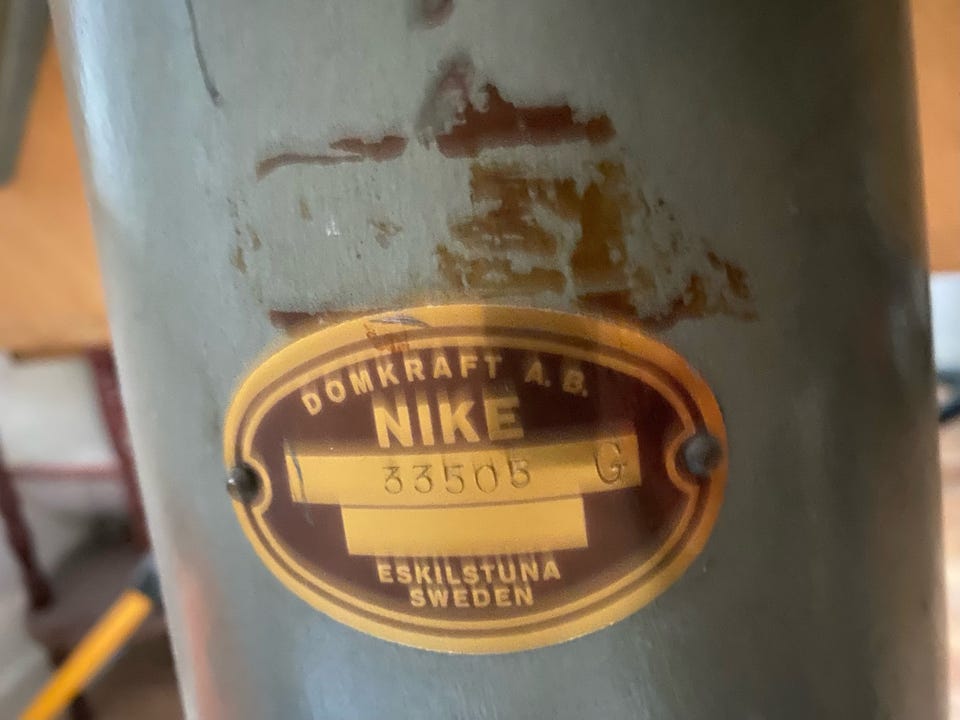 DOMKRAFT A.B.
NIKE
33505 G
ESKILSTUNA
SWEDEN